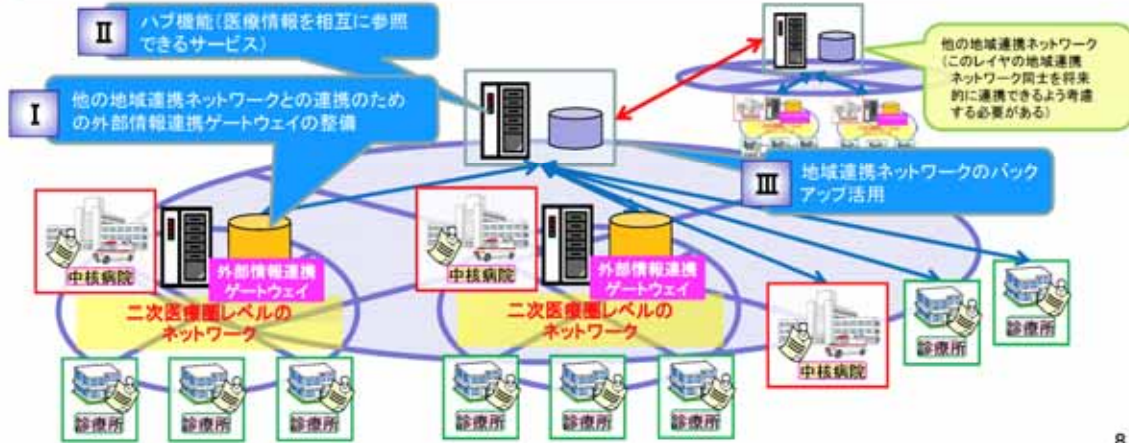 II
ハブ機能(医療情報を相互に参照
できるサービス)
I
他の地域連携ネットワークとの連携のため
の外部情報連携ゲートウェイの整備
他の地域連携ネットワーク
(このレイヤの地域連携
ネットワーク同士を将来
的に連携できるよう考慮
する必要がある)
III
地域連携ネットワークのバック
アップ活用
中核病院
外部情報連携
ゲートウェイ
二次医療圏レベルの
ネットワーク
中核病院
外部情報連携
ゲートウェイ
二次医療圏レベルの
ネットワーク
中核病院
診療所
診療所
診療所
診療所
診療所
診療所
診療所
診療所
8